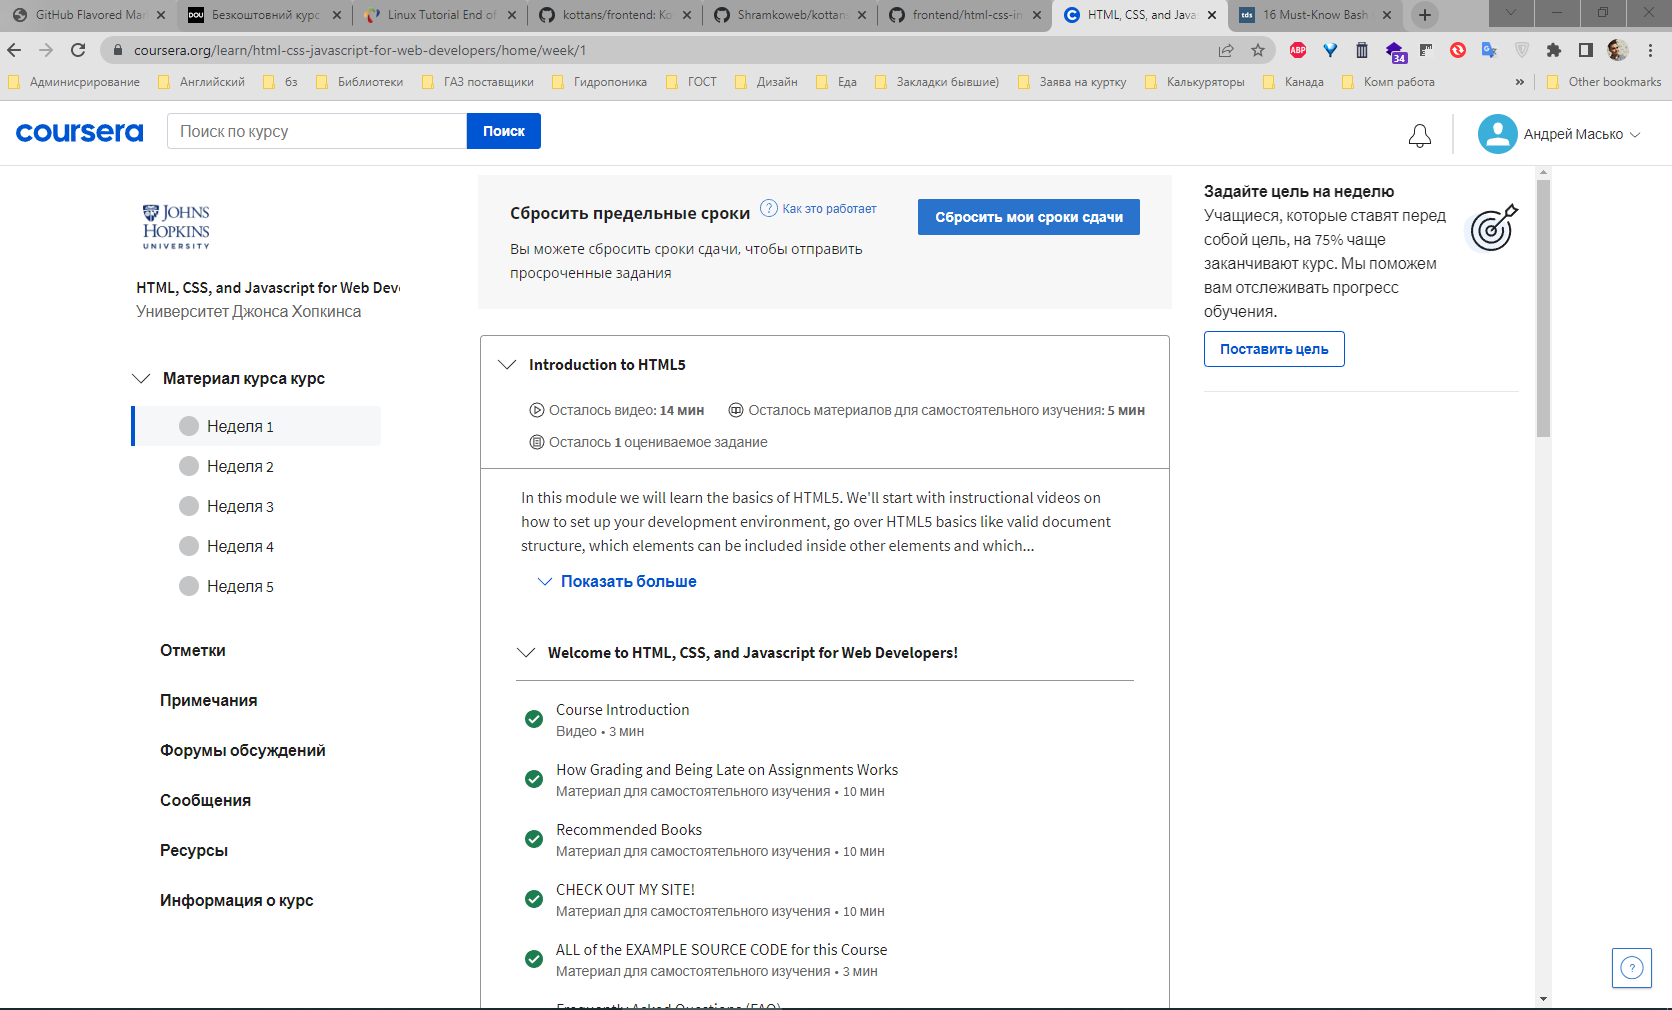 GitHub Flavored Mar
DOU Безкоштовний курс
Linux Tutorial End of
kottans/frontend: Ko
Shramkoweb/kottans
frontend/html-css-in
HTML, CSS, and Java
tds 16 Must-Know Bash
coursera.org/learn/html-css-javascript-for-web-developers/home/week/1
ABP
34
Админисрирование
Английский
бз
Библиотеки
ГАЗ поставщики
Гидропоника
ГОСТ
Дизайн
Еда
Закладки бывшие)
Заява на куртку
Калькуряторы
Канада
Комп работа
»
Other bookmarks
coursera
Поиск по курсу
Поиск
Андрей Масько
JOHNS
HOPKINS
UNIVERSITY
HTML, CSS, and Javascript for Web Dev
Университет Джонса Хопкинса
Материал курса курс
Неделя 1
Неделя 2
Неделя 3
Неделя 4
Неделя 5
Отметки
Примечания
Форумы обсуждений
Сообщения
Ресурсы
Информация о курс
Сбросить предельные сроки
? Как это работает
Вы можете сбросить сроки сдачи, чтобы отправить
просроченные задания
Сбросить мои сроки сдачи
Introduction to HTML5
Осталось видео: 14 мин
Осталось материалов для самостоятельного изучения: 5 мин
Осталось 1 оцениваемое задание
In this module we will learn the basics of HTML5. We'll start with instructional videos on
how to set up your development environment, go over HTML5 basics like valid document
structure, which elements can be included inside other elements and which...
Показать больше
Welcome to HTML, CSS, and Javascript for Web Developers!
Course Introduction
Видео • 3 мин
How Grading and Being Late on Assignments Works
Материал для самостоятельного изучения • 10 мин
Recommended Books
Материал для самостоятельного изучения • 10 мин
CHECK OUT MY SITE!
Материал для самостоятельного изучения • 10 мин
ALL of the EXAMPLE SOURCE CODE for this Course
Материал для самостоятельного изучения • 3 мин
Frequently Asked Questions (FAQ)
Задайте цель на неделю
Учащиеся, которые ставят перед
собой цель, на 75% чаще
заканчивают курс. Мы поможем
вам отслеживать прогресс
обучения.
Поставить цель
?